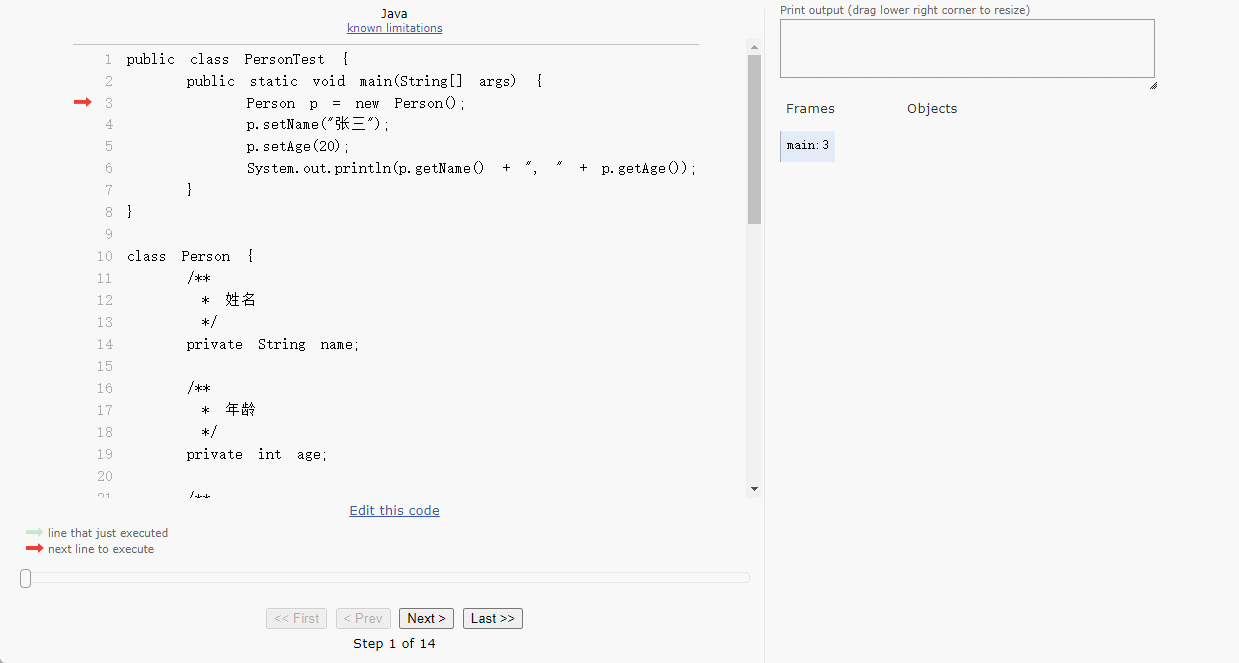 Java
known limitations
1 public class PersonTest {
2 public static void main(String[] args) {
3 Person p = new Person();
4 p.setName("张三");
5 p.setAge(20);
6 System.out.println(p.getName() + ", " + p.getAge());
7 }
8 }
9
10 class Person {
11 /**
12 * 姓名
13 */
14 private String name;
15
16 /**
17 * 年龄
18 */
19 private int age;
20
21 /**
Edit this code
line that just executed
next line to execute
<< First < Prev Next > Last >>
Step 1 of 14
Print output (drag lower right corner to resize)
Frames Objects
main:3